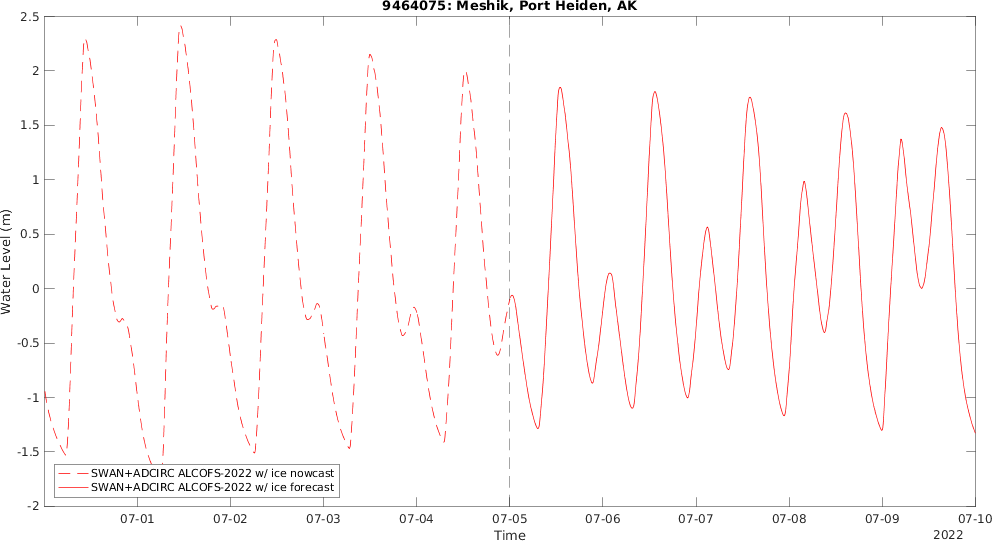 9464075: Meshik, Port Heiden, AK
Water Level (m)
2.5
2
1.5
1
0.5
0
-0.5
-1
-1.5
-2
SWAN+ADCIRC ALCOFS-2022 w/ ice nowcast
SWAN+ADCIRC ALCOFS-2022 w/ ice forecast
07-01 07-02 07-03 07-04 07-05 07-06 07-07 07-08 07-09 07-10
Time
2022